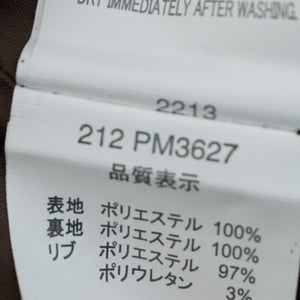 DRY IMMEDIATELY AFTER WASHING.
2213
212 PM3627
品質表示
表地 ポリエステル 100%
裏地 ポリエステル 100%
リブ ポリエステル 97%
ポリウレタン 3%